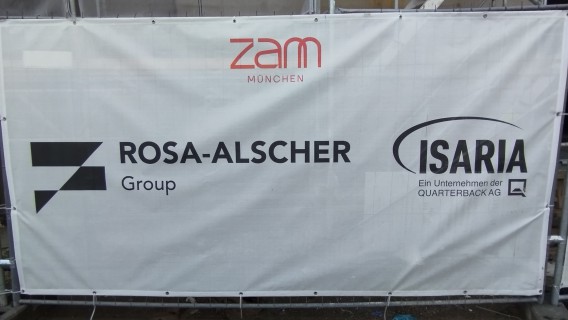 zam
MÜNCHEN
ROSA-ALSCHER
Group
ISARIA
Ein Unternehmen der
QUARTERBACK AG